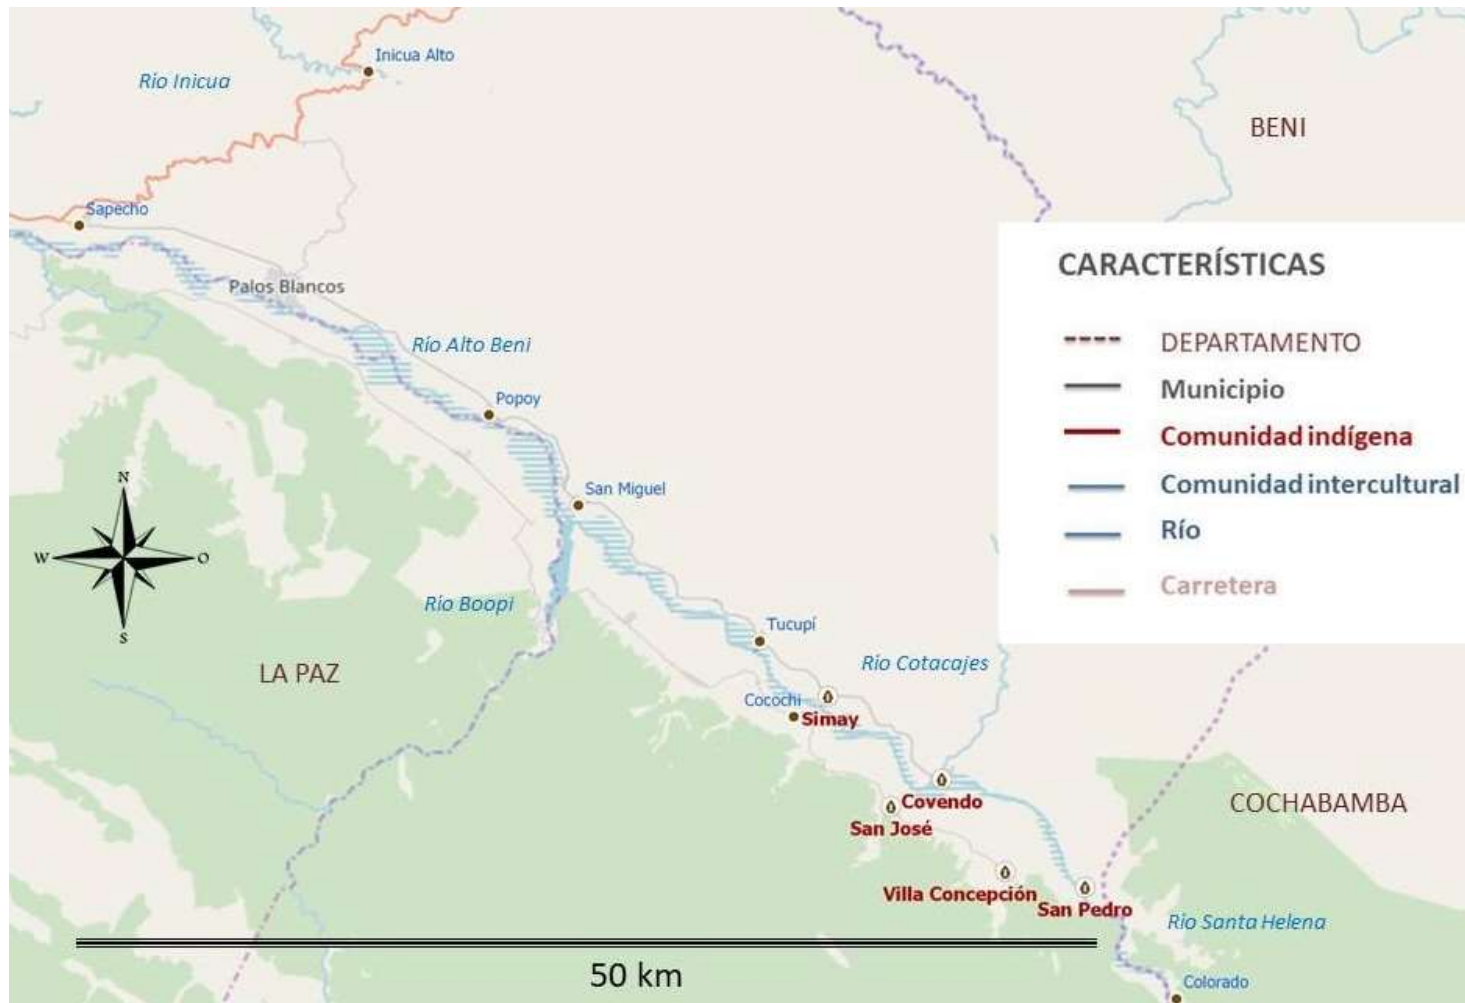 Inicua Alto
Río Inicua
BENI
Sapecho
CARACTERÍSTICAS
Palos Blancos
DEPARTAMENTO
Río Alto Beni
Municipio
Popoy
Comunidad indígena
N
San Miguel
Comunidad intercultural
Río
W
O
Carretera
Río Boopi
S
Tucupí
LA PAZ
Río Cotacajes
Cocochi
Simay
Covendo
COCHABAMBA
San José
Villa Concepción
San Pedro
Río Santa Helena
50 km
Colorado